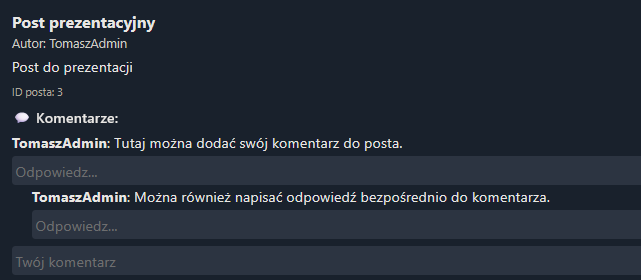 Post prezentacyjny
Autor: TomaszAdmin
Post do prezentacji
ID posta: 3
💬 Komentarze:
TomaszAdmin: Tutaj można dodać swój komentarz do posta.
Odpowiedz...
TomaszAdmin: Można również napisać odpowiedź bezpośrednio do komentarza.
Odpowiedz...
Twój komentarz